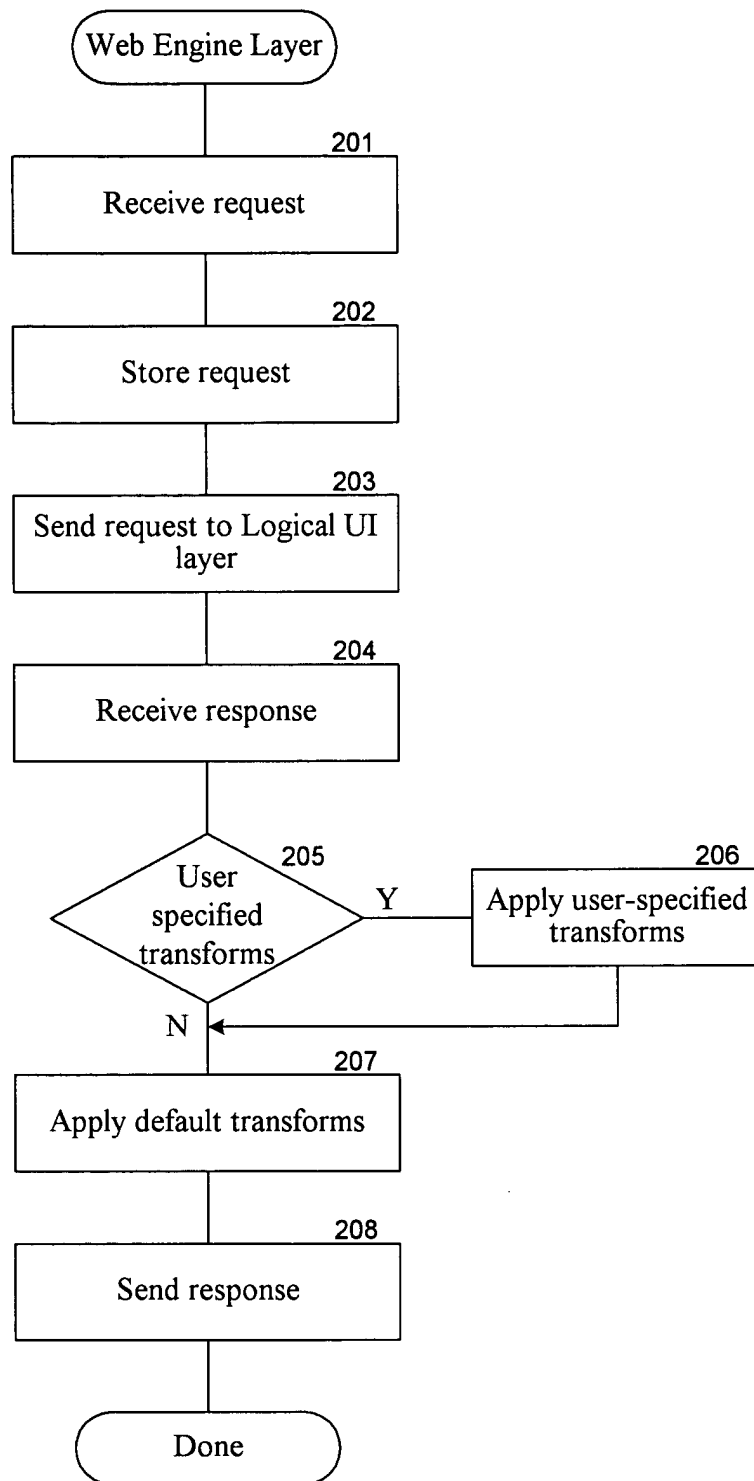 Web Engine Layer
201
Receive request
202
Store request
203
Send request to Logical UI
layer
204
Receive response
205
User
specified
transforms
Y
206
Apply user-specified
transforms
N
207
Apply default transforms
208
Send response
Done